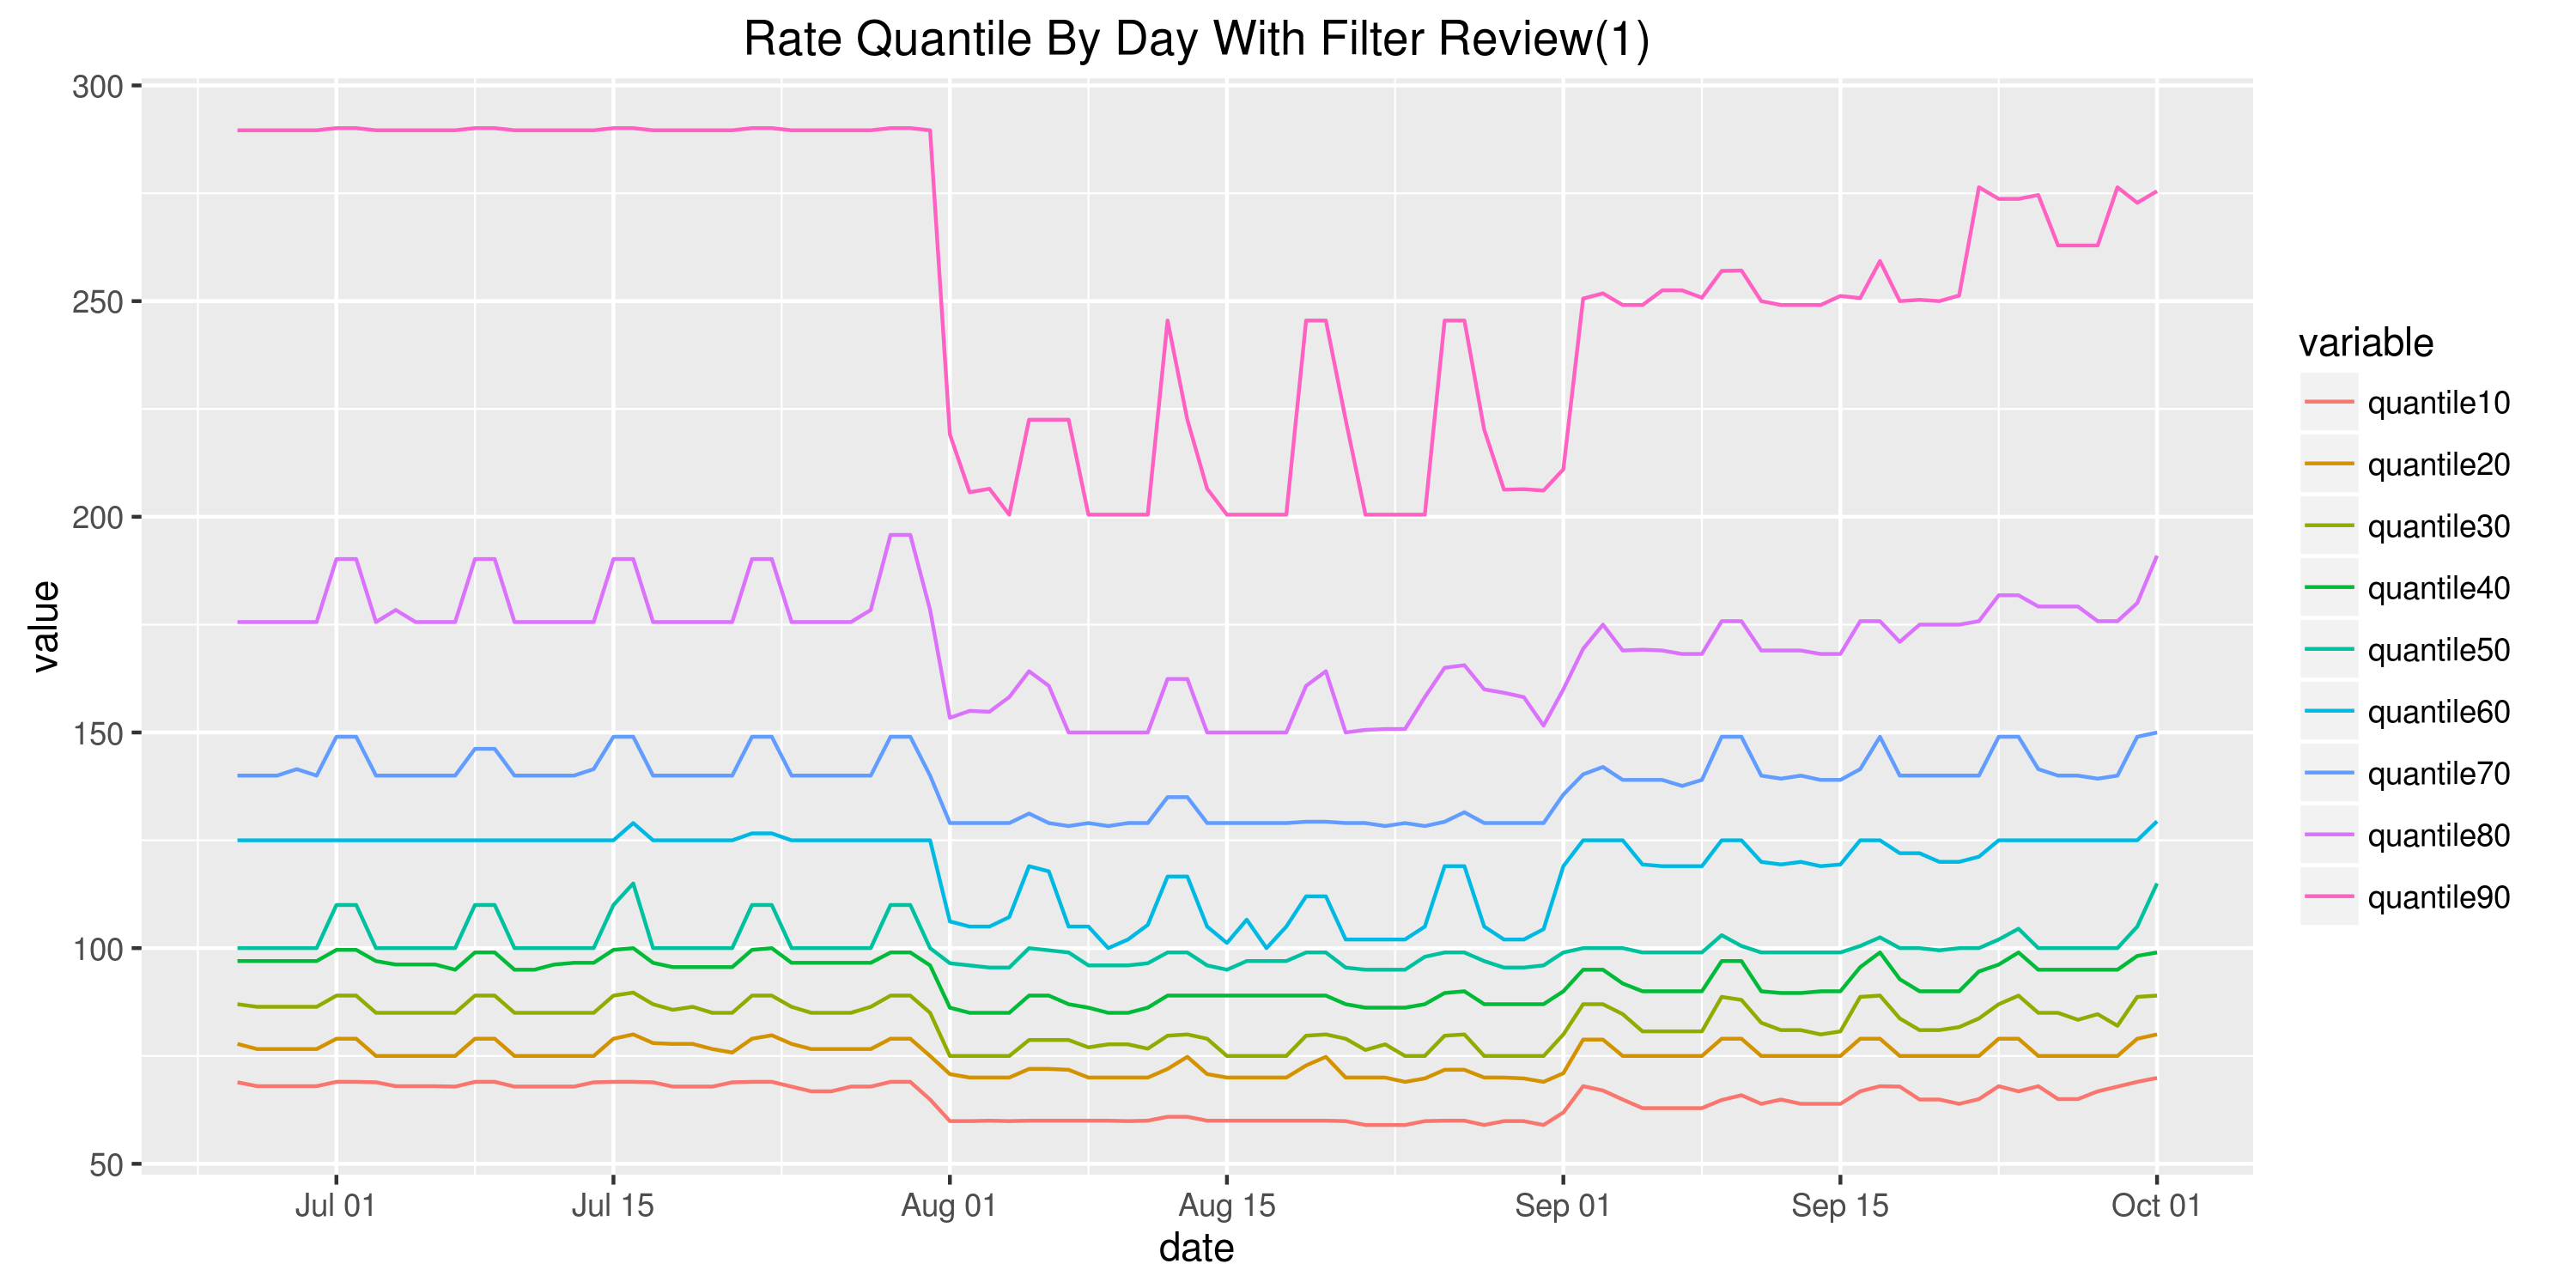 Rate Quantile By Day With Filter Review(1)
300
250
200
150
100
50
value
Jul 01
Jul 15
Aug 01
Aug 15
Sep 01
Sep 15
Oct 01
date
variable
quantile10
quantile20
quantile30
quantile40
quantile50
quantile60
quantile70
quantile80
quantile90